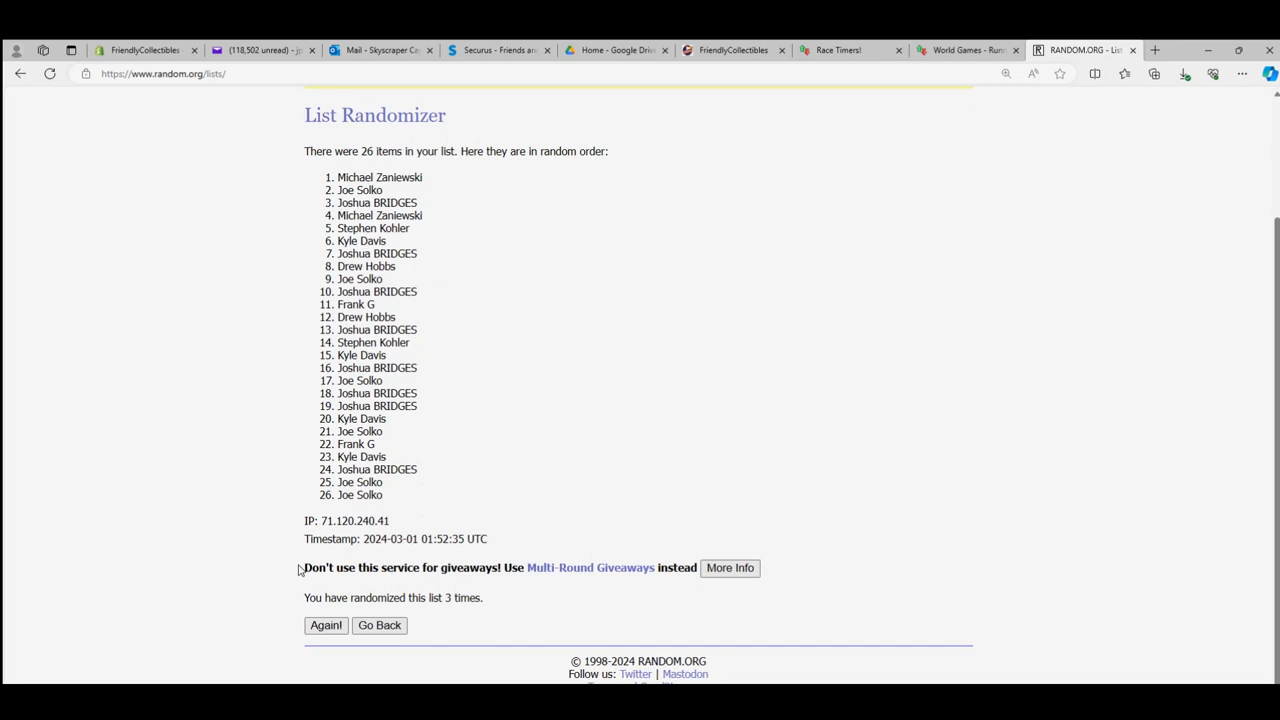 FriendlyCollectibles
(118,502 unread) - jp
Mail - Skyscraper Ca
Securus - Friends an
Home - Google Driv
FriendlyCollectibles
Race Timers!
World Games - Runn
RANDOM.ORG - List
https://www.random.org/lists/
List Randomizer
There were 26 items in your list. Here they are in random order:
1. Michael Zaniewski
2. Joe Solko
3. Joshua BRIDGES
4. Michael Zaniewski
5. Stephen Kohler
6. Kyle Davis
7. Joshua BRIDGES
8. Drew Hobbs
9. Joe Solko
10. Joshua BRIDGES
11. Frank G
12. Drew Hobbs
13. Joshua BRIDGES
14. Stephen Kohler
15. Kyle Davis
16. Joshua BRIDGES
17. Joe Solko
18. Joshua BRIDGES
19. Joshua BRIDGES
20. Kyle Davis
21. Joe Solko
22. Frank G
23. Kyle Davis
24. Joshua BRIDGES
25. Joe Solko
26. Joe Solko
IP: 71.120.240.41
Timestamp: 2024-03-01 01:52:35 UTC
Don't use this service for giveaways! Use Multi-Round Giveaways instead More Info
You have randomized this list 3 times.
Again! Go Back
© 1998-2024 RANDOM.ORG
Follow us: Twitter | Mastodon